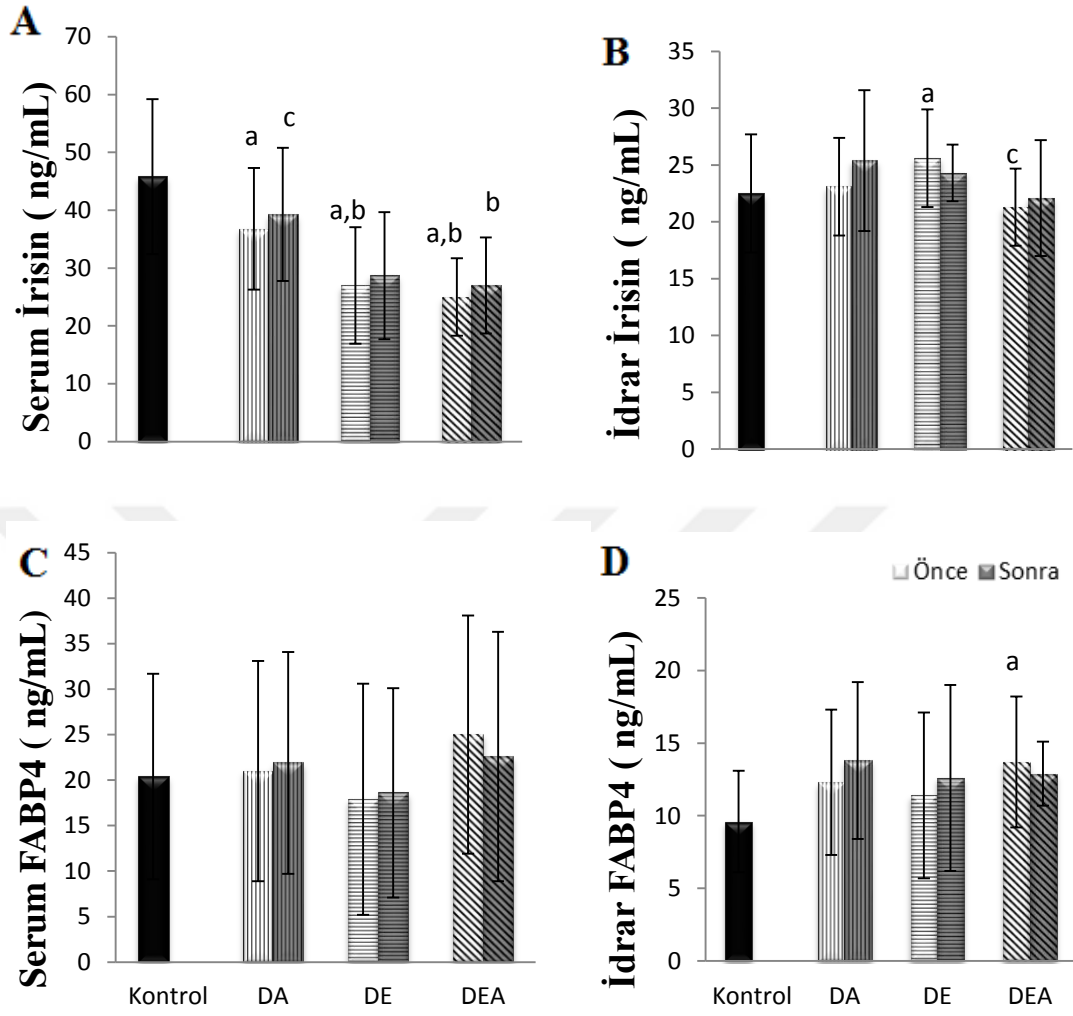 A
Serum İrisin ( ng/mL)
70
60
50
40
30
20
10
0
a
c
a,b
a,b
b
B
İdrar İrisin ( ng/mL)
35
30
25
20
15
10
5
0
a
c
C
Serum FABP4 ( ng/mL)
45
40
35
30
25
20
15
10
5
0
Kontrol DA DE DEA
D
Önce Sonra
İdrar FABP4 ( ng/mL)
25
20
15
10
5
0
a
Kontrol DA DE DEA